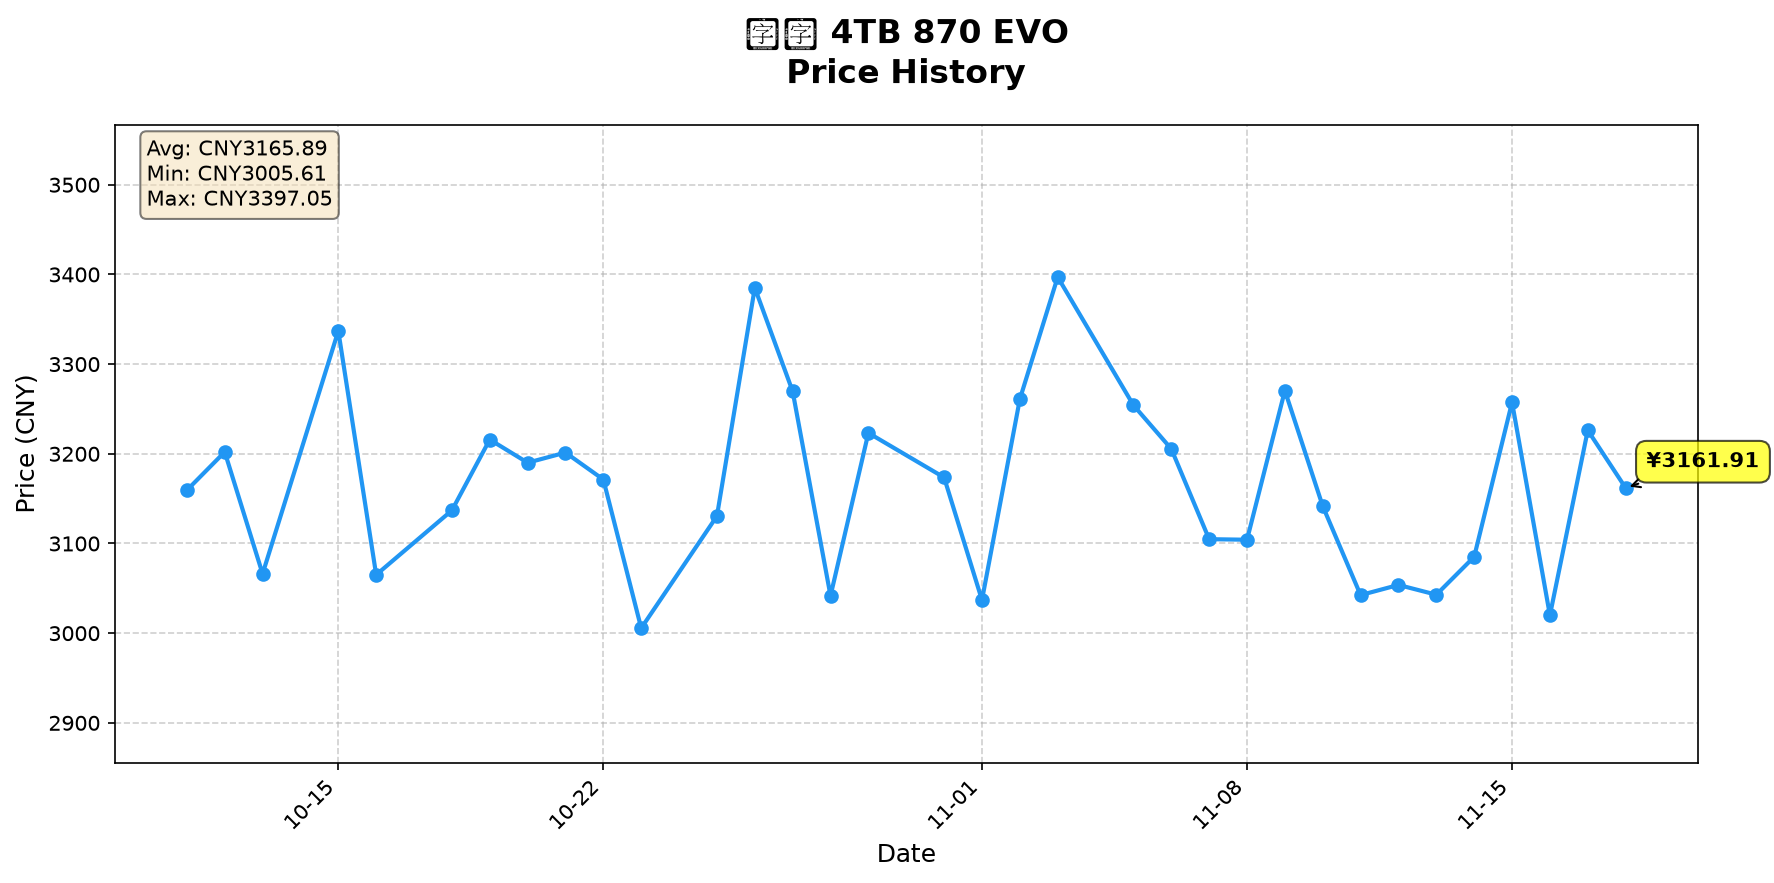 4TB 870 EVO
Price History
Avg: CNY3165.89
Min: CNY3005.61
Max: CNY3397.05
3500
3400
3300
3200
3100
3000
2900
Price (CNY)
¥3161.91
10-15
10-22
11-01
11-08
11-15
Date